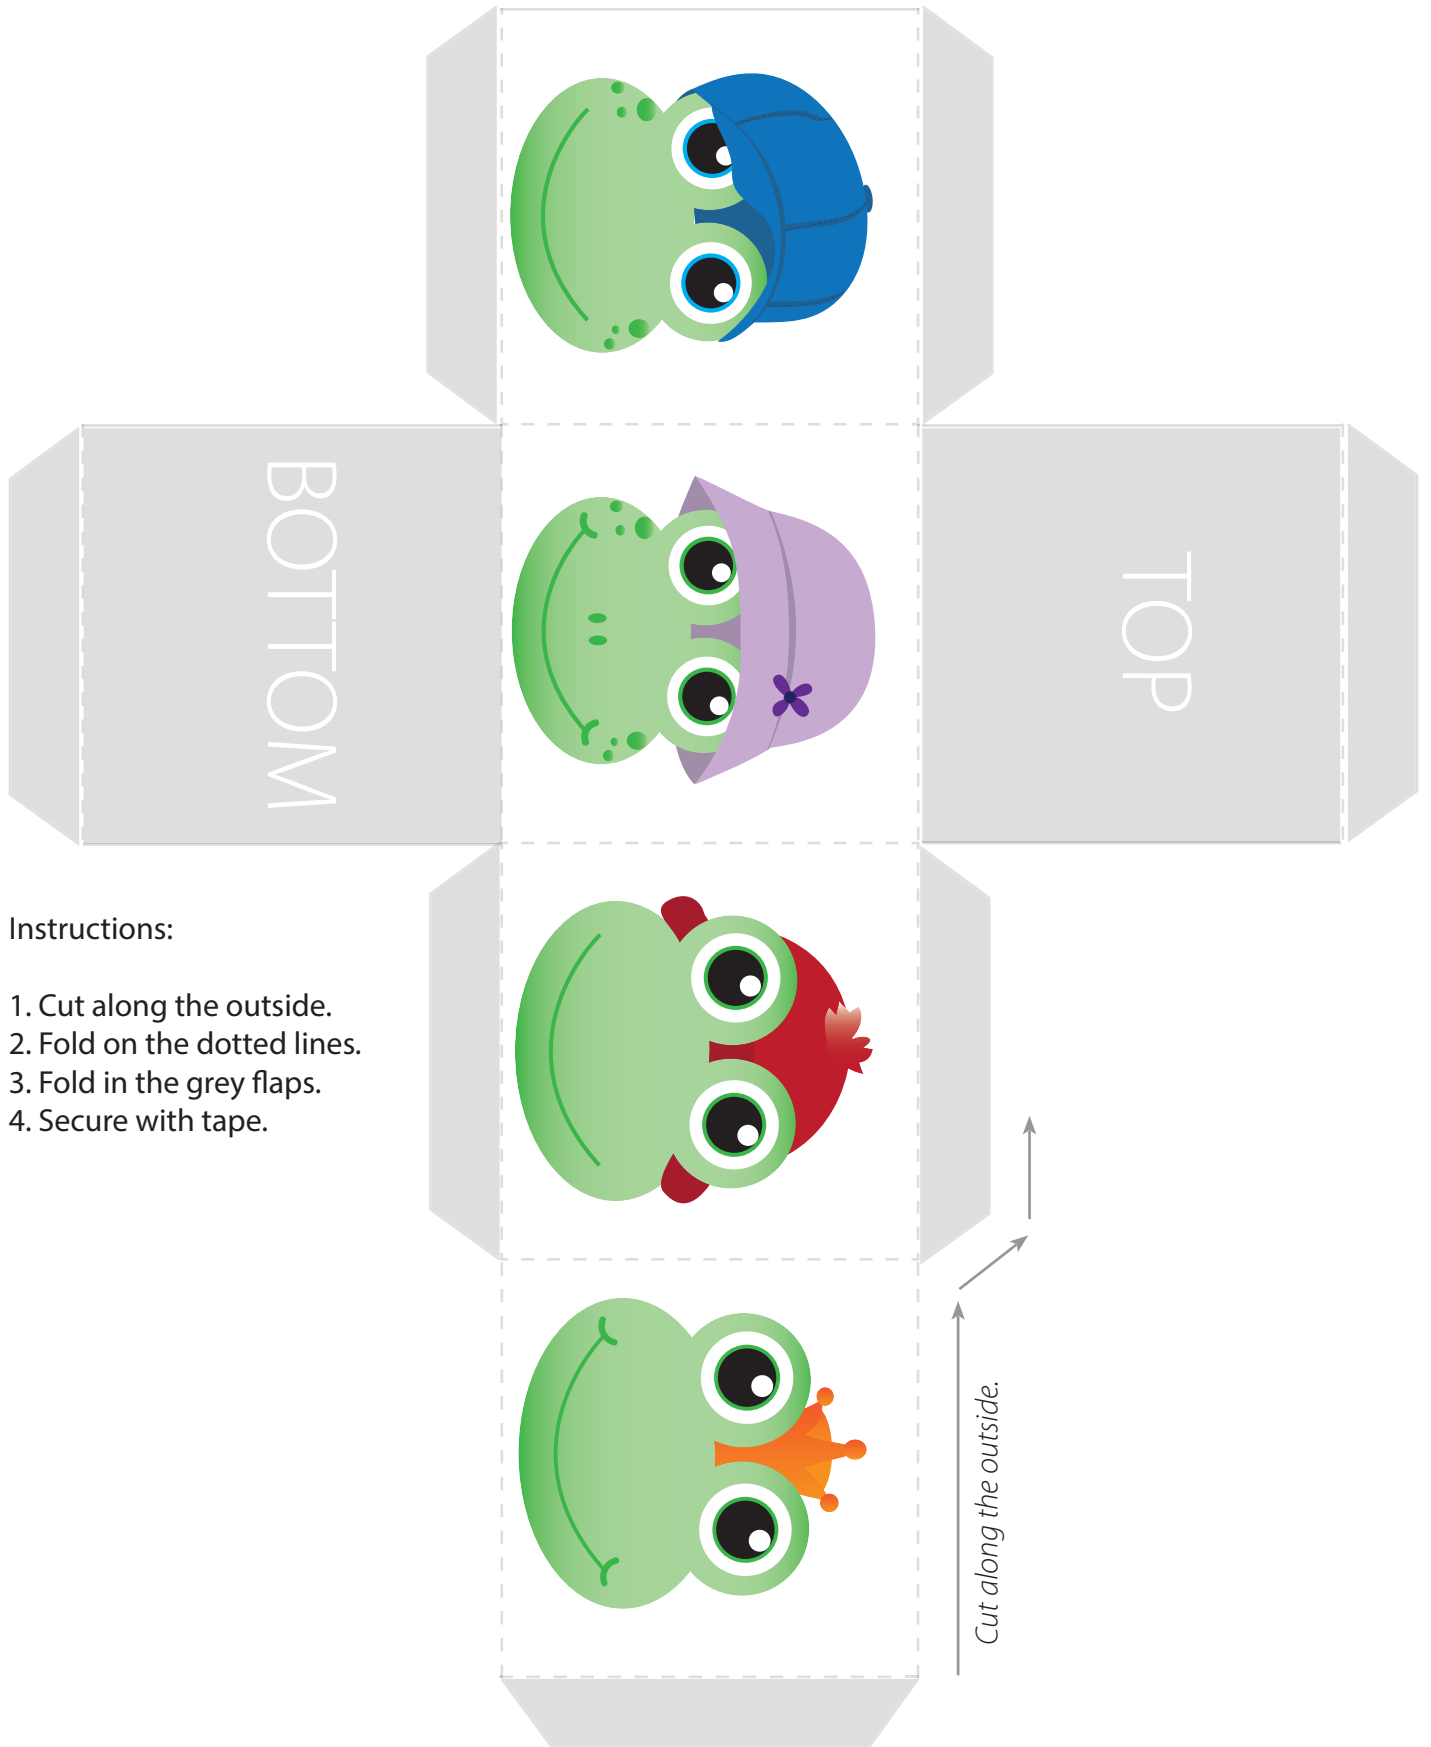 BOTTOM
TOP
Instructions:
1. Cut along the outside.
2. Fold on the dotted lines.
3. Fold in the grey flaps.
4. Secure with tape.
Cut along the outside.